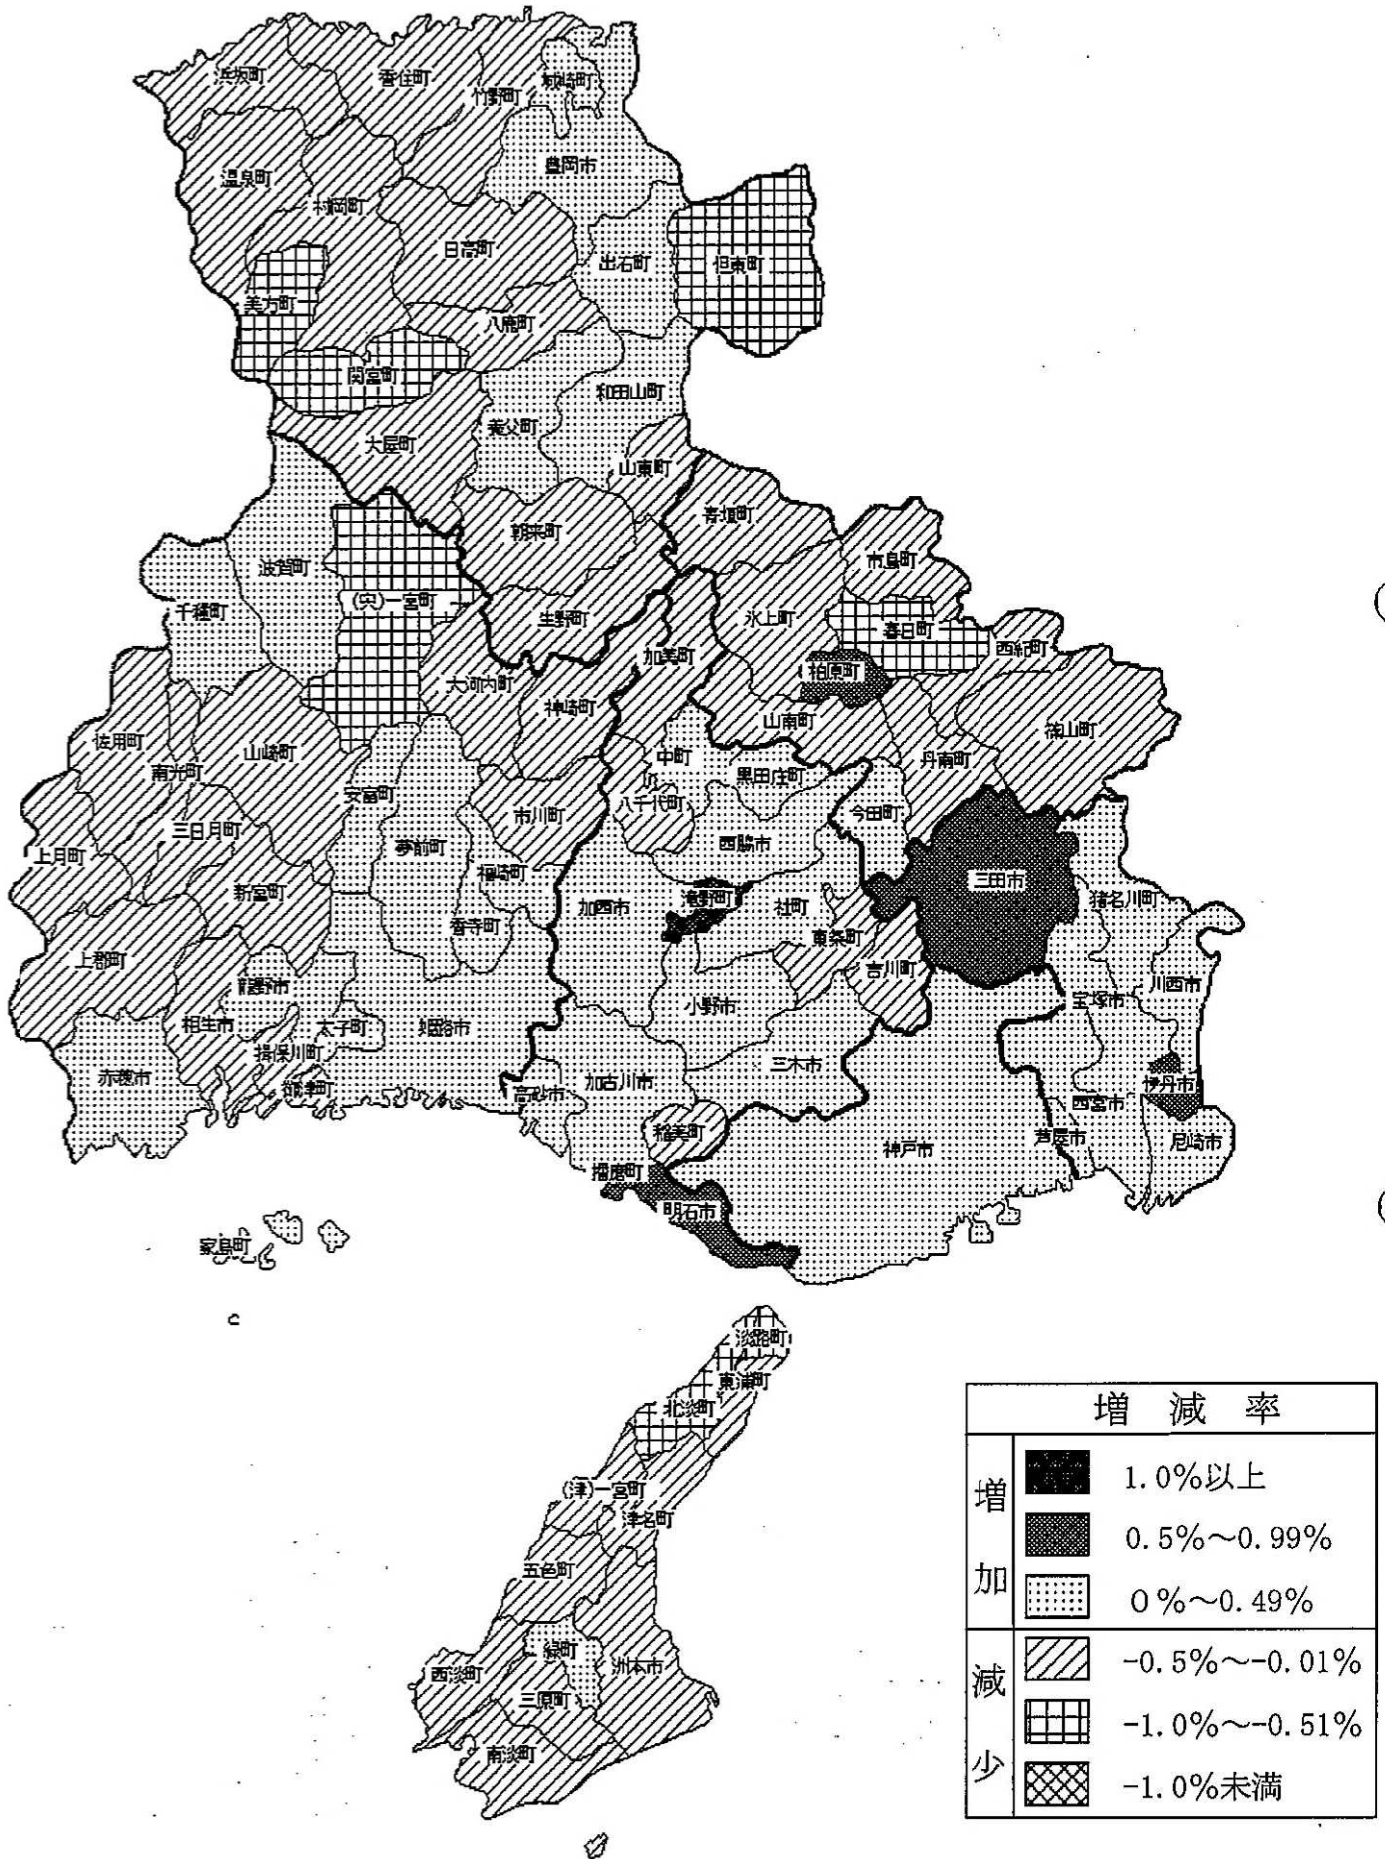 浜坂町
香住町
竹野町
城崎町
豊岡市
温泉町
村岡町
日高町
出石町
但東町
美方町
八鹿町
関宮町
和田山町
養父町
大屋町
山東町
青垣町
朝来町
市島町
波賀町
千種町
(宍)一宮町
生野町
氷上町
春日町
西紀町
加美町
柏原町
大河内町
神崎町
山南町
篠山町
佐用町
南光町
山崎町
中町
黒田庄町
丹南町
安富町
市川町
八千代町
今田町
三日月町
夢前町
西脇市
上月町
福崎町
三田市
新宮町
加西市
滝野町
社町
猪名川町
香寺町
東条町
上郡町
吉川町
龍野市
川西市
小野市
宝塚市
相生市
太子町
姫路市
揖保川町
三木市
赤穂市
御津町
高砂市
加古川市
伊丹市
西宮市
稲美町
神戸市
芦屋市
尼崎市
播磨町
明石市
家島町
c
淡路町
東浦町
北淡町
(津)一宮町
津名町
五色町
緑町
西淡町
洲本市
三原町
南淡町
増減率
増加
1.0%以上
0.5%～0.99%
0%～0.49%
減少
-0.5%～-0.01%
-1.0%～-0.51%
-1.0%未満